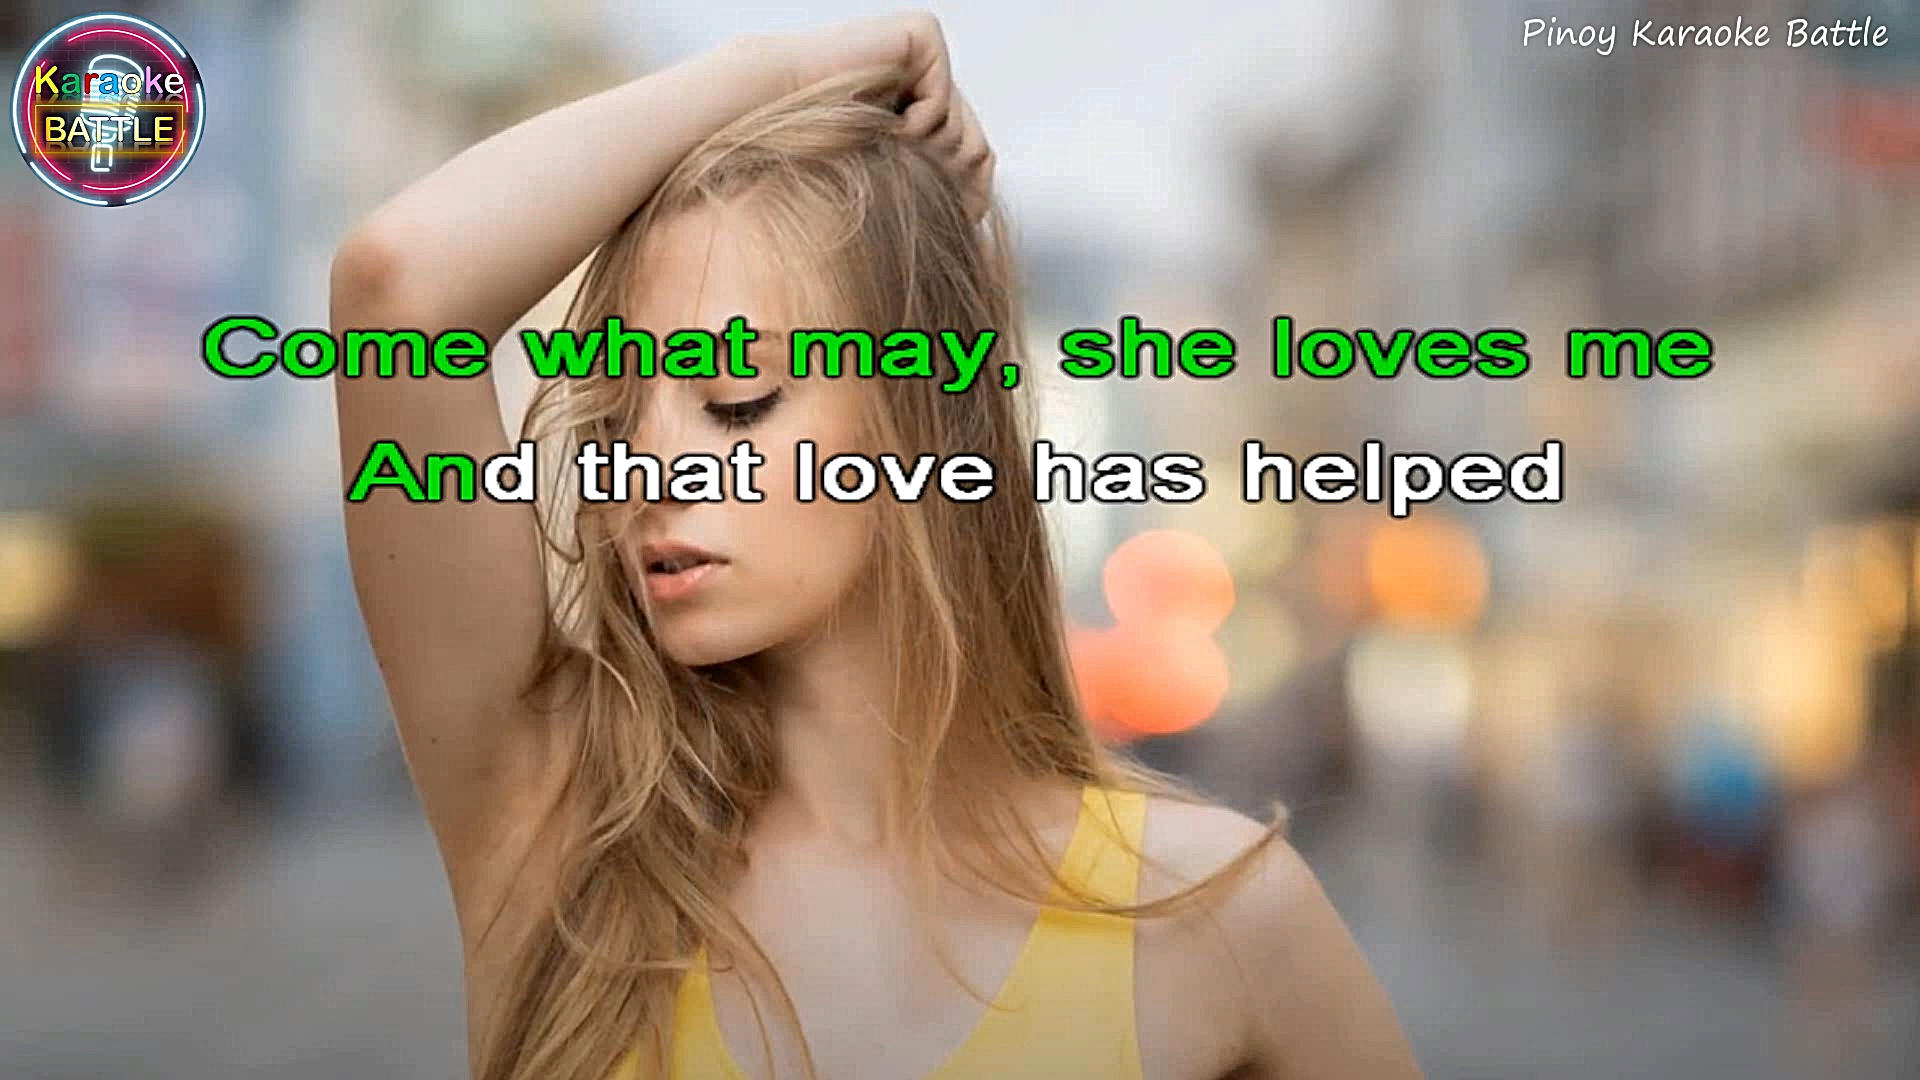 Karaoke
BATTLE
Pinoy Karaoke Battle
Come what may, she loves me
And that love has helped